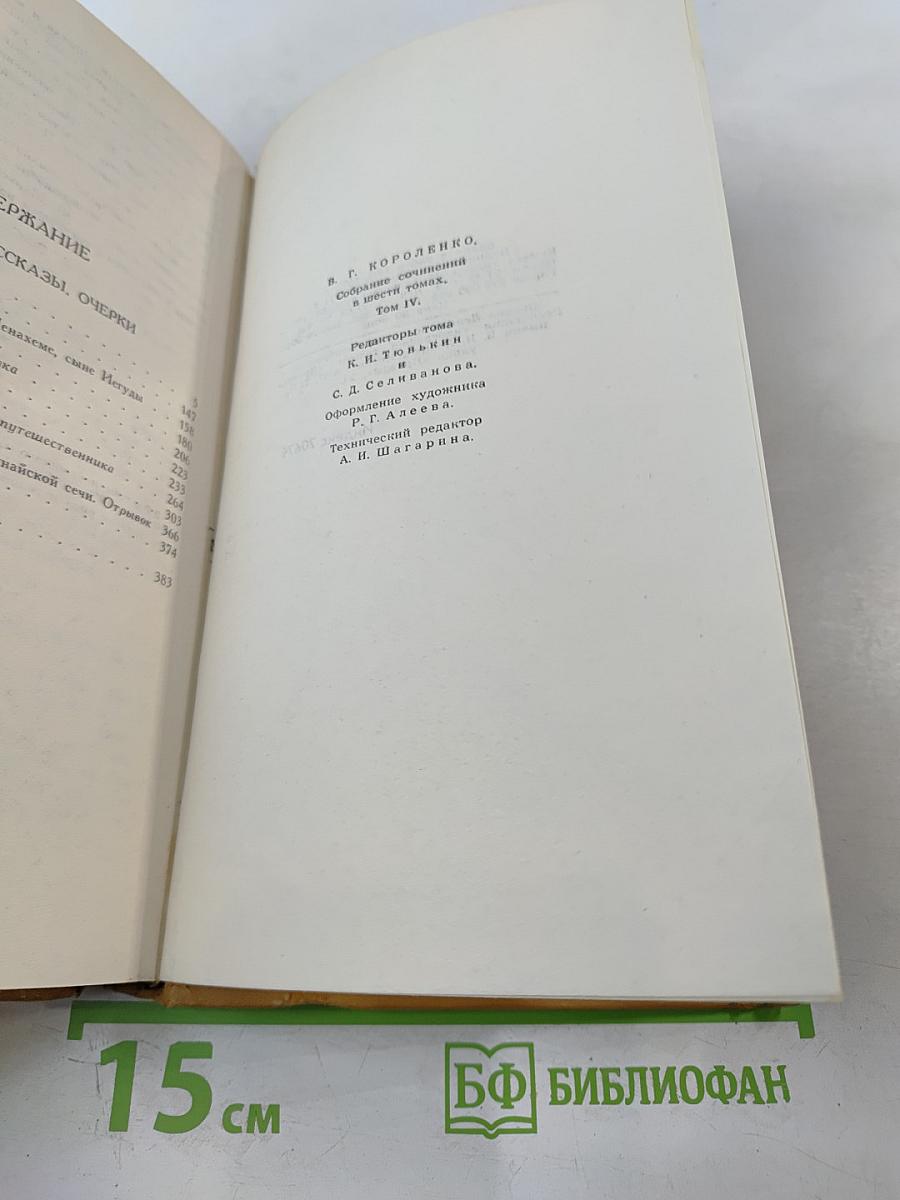 ЕРЖАНИЕ
ССКАЗЫ. ОЧЕРКИ
5
енахеме, сыне Иегуды 147
158
180
206
путешественника 223
233
264
303
найской сечи. Отрывок 366
374
383
В. Г. КОРОЛЕНКО.
Собрание сочинений
в шести томах.
Том IV.
Редакторы тома
К. И. Тюнькин
и
С. Д. Селиванова.
Оформление художника
Р. Г. Алеева.
Технический редактор
А. И. Шагарина.
15 см
БФ БИБЛИОФАН